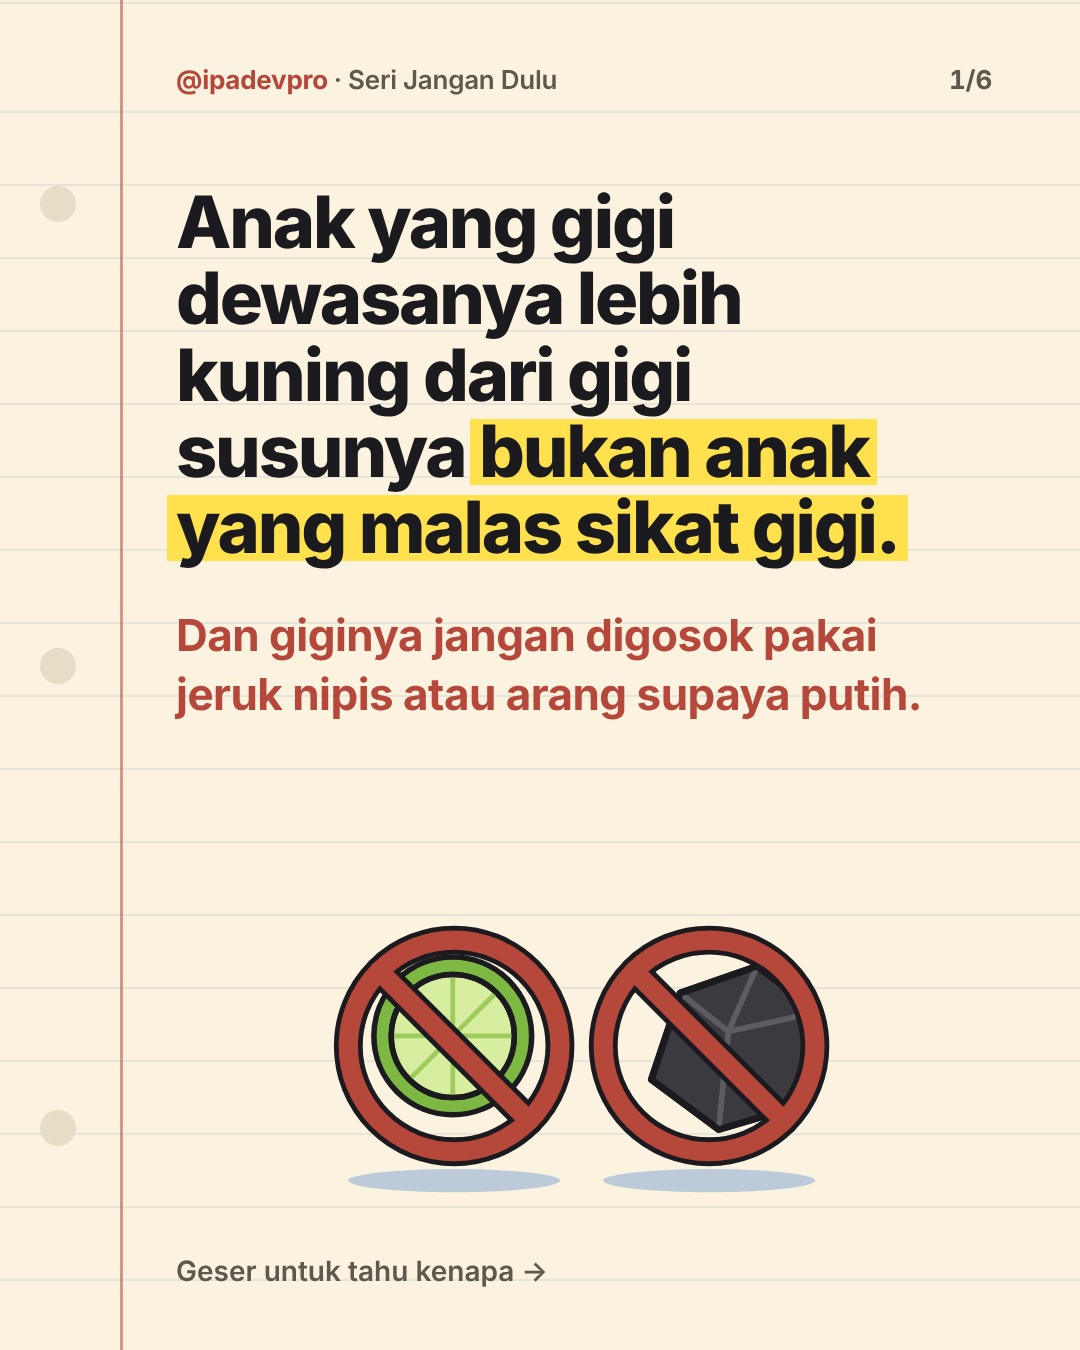 @ipadevpro · Seri Jangan Dulu
1/6
Anak yang gigi
dewasanya lebih
kuning dari gigi
susunya bukan anak
yang malas sikat gigi.
Dan giginya jangan digosok pakai
jeruk nipis atau arang supaya putih.
Geser untuk tahu kenapa →